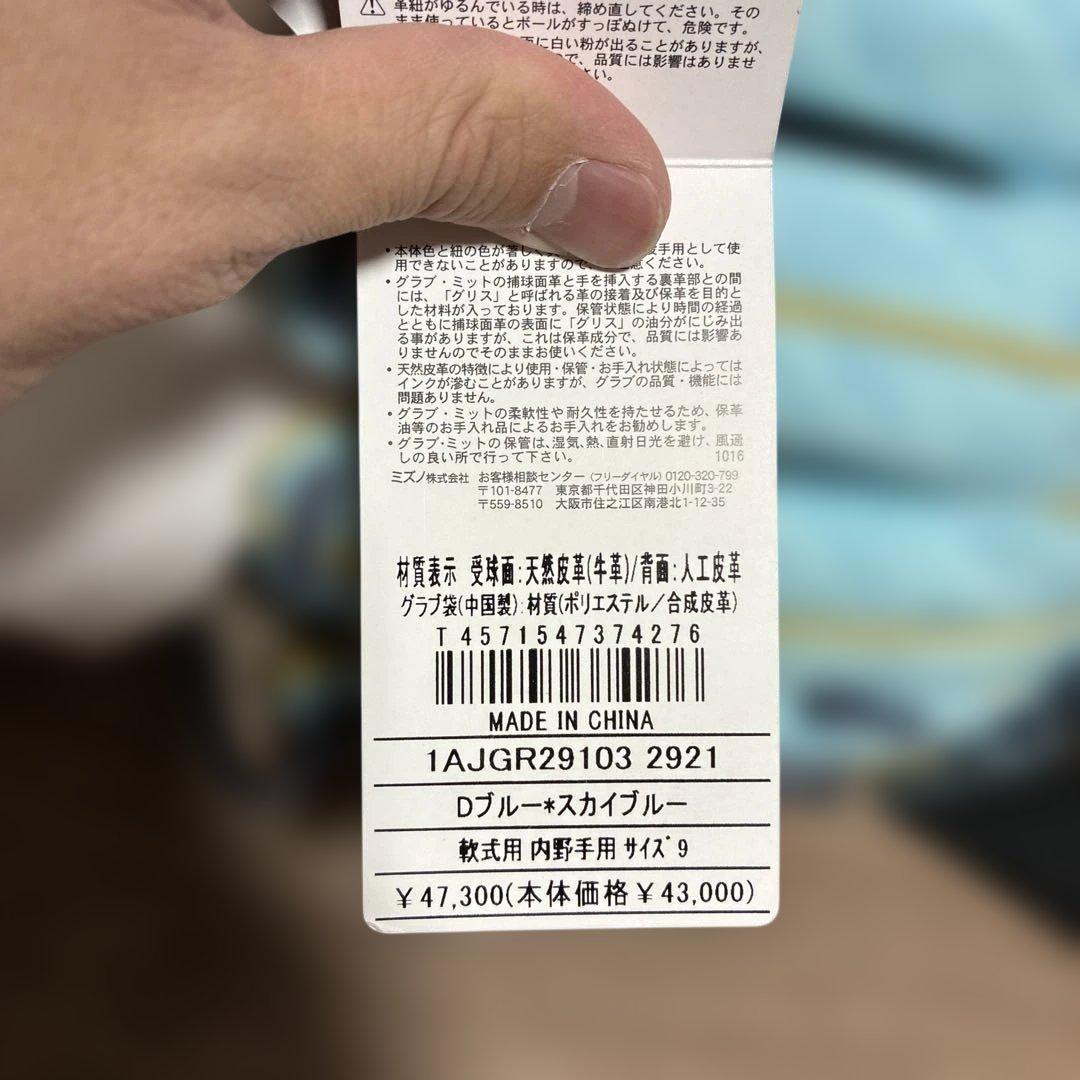 革紐がゆるんでいる時は、締め直してください。その
まま使っているとボールがすっぽぬけて、危険です。
に白い粉が出ることがありますが、
で、品質には影響はありませ
い。
・本体色と紐の色が著し 手用として使
用できないことがありますので、 ください。
・グラブ・ミットの捕球面革と手を挿入する裏革部との間
には、「グリス」と呼ばれる革の接着及び保革を目的と
した材料が入っております。保管状態により時間の経過
とともに捕球面革の表面に「グリス」の油分がにじみ出
る事がありますが、これは保革成分で、品質には影響あ
りませんのでそのままお使いください。
・天然皮革の特徴により使用・保管・お手入れ状態によっては
インクが滲むことがありますが、グラブの品質・機能には
問題ありません。
・グラブ・ミットの柔軟性や耐久性を持たせるため、保革
油等のお手入れ品によるお手入れをお勧めします。
・グラブ・ミットの保管は、湿気、熱、直射日光を避け、風通
しの良い所で行って下さい。 1016
ミズノ株式会社 お客様相談センター (フリーダイヤル) 0120-320-799
〒101-8477 東京都千代田区神田小川町3-22
〒559-8510 大阪市住之江区南港北1-12-35
材質表示 受球面:天然皮革(牛革)/背面:人工皮革
グラブ袋(中国製):材質(ポリエステル/合成皮革)
T 4571547374276
MADE IN CHINA
1AJGR29103 2921
Dブルー*スカイブルー
軟式用 内野手用 サイズ 9
¥47,300(本体価格¥43,000)